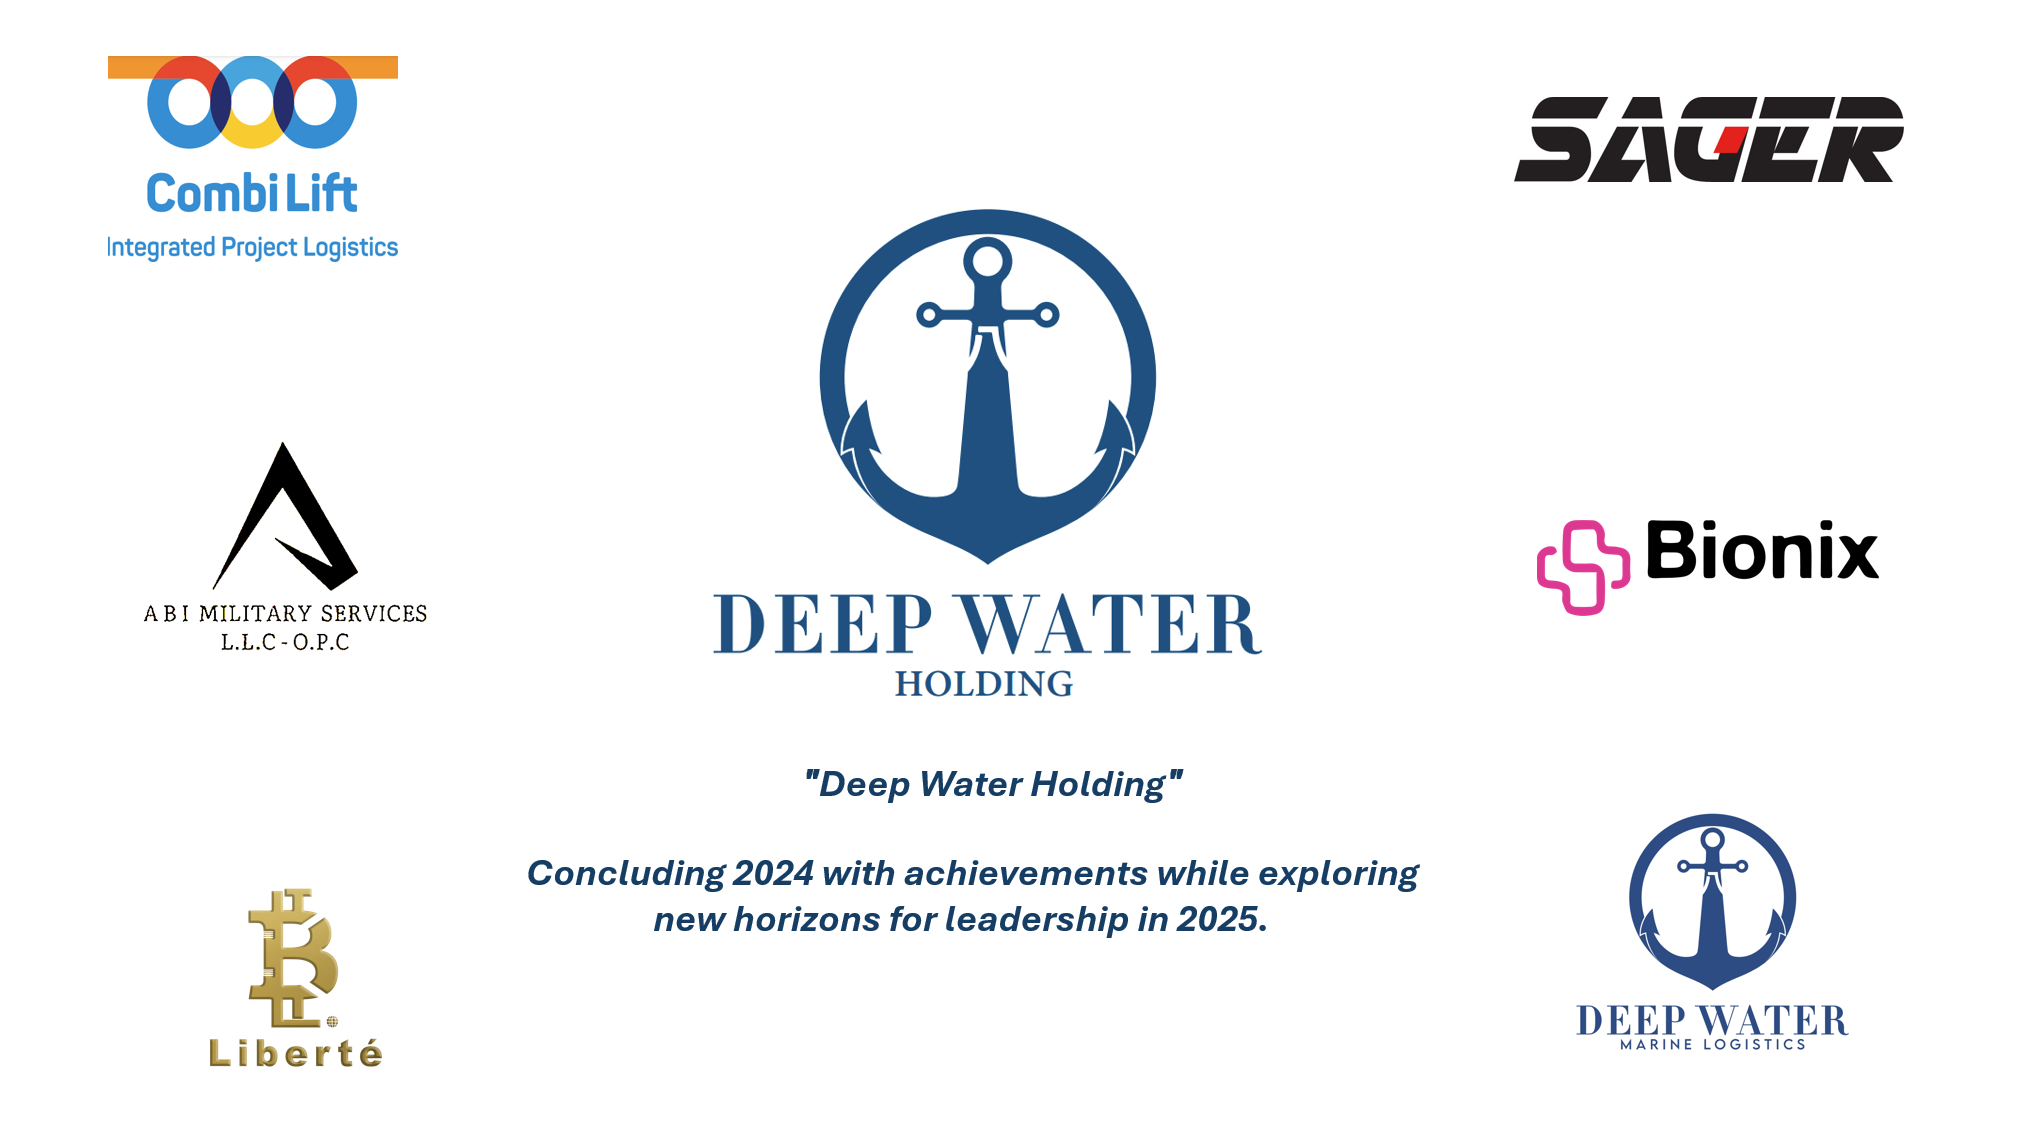 Combi Lift
Integrated Project Logistics
SAGER
DEEP WATER
HOLDING
A B I MILITARY SERVICES
L.L.C - O.P.C
Bionix
"Deep Water Holding"
Concluding 2024 with achievements while exploring
new horizons for leadership in 2025.
Liberté
DEEP WATER
MARINE LOGISTICS